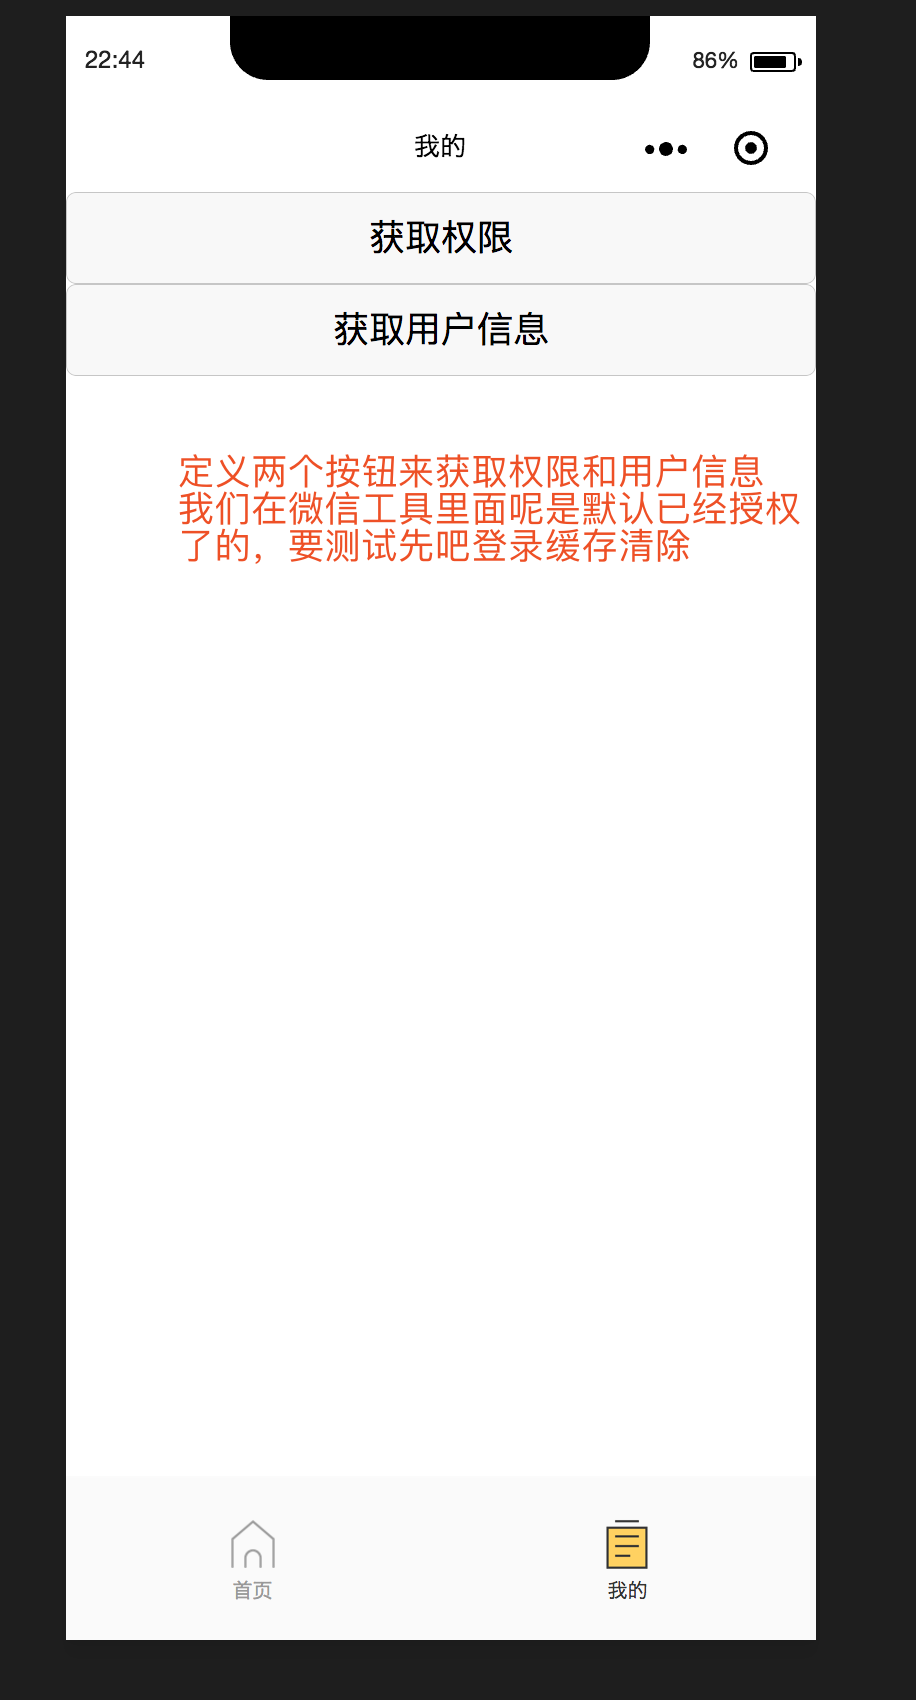 22:44
86%
我的
获取权限
获取用户信息
定义两个按钮来获取权限和用户信息
我们在微信工具里面呢是默认已经授权
了的，要测试先吧登录缓存清除
首页
我的